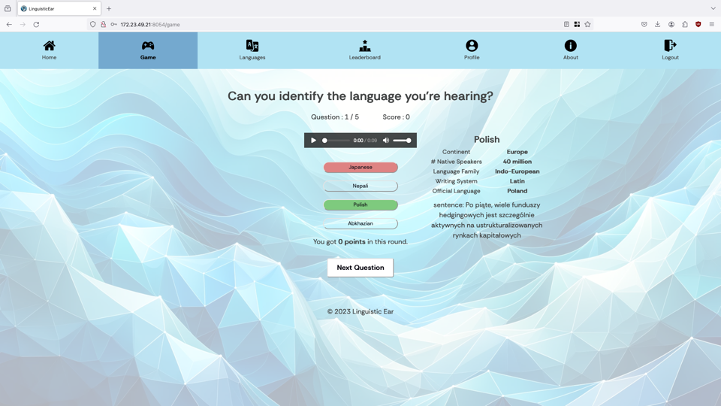 LinguisticEar
172.23.49.21:8054/game
Home
Game
Languages
Leaderboard
Profile
About
Logout
Can you identify the language you're hearing?
Question : 1 / 5 Score : 0
0:00 / 0:09
Japanese
Nepali
Polish
Abkhazian
You got 0 points in this round.
Next Question
Polish
Continent Europe
# Native Speakers 40 million
Language Family Indo-European
Writing System Latin
Official Language Poland
sentence: Po piąte, wiele funduszy
hedgingowych jest szczególnie
aktywnych na ustrukturalizowanych
rynkach kapitałowych
© 2023 Linguistic Ear